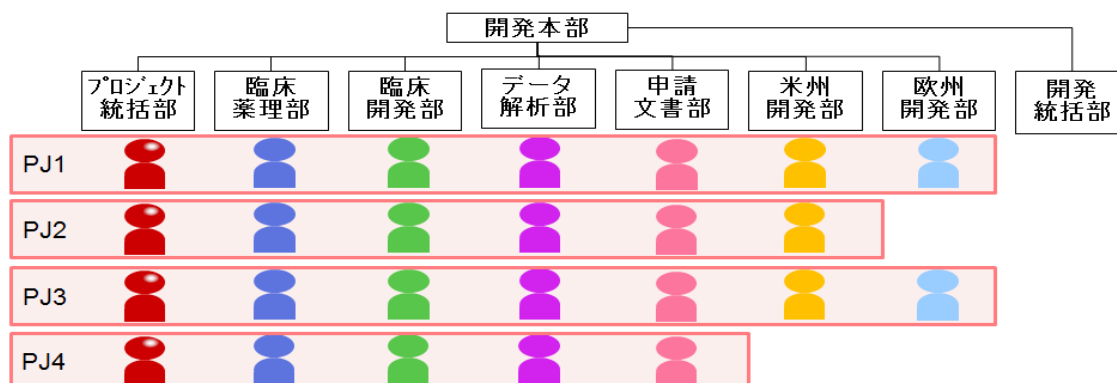 開発本部
プロジェクト
統括部
臨床
薬理部
臨床
開発部
データ
解析部
申請
文書部
米州
開発部
欧州
開発部
開発
統括部
PJ1
PJ2
PJ3
PJ4